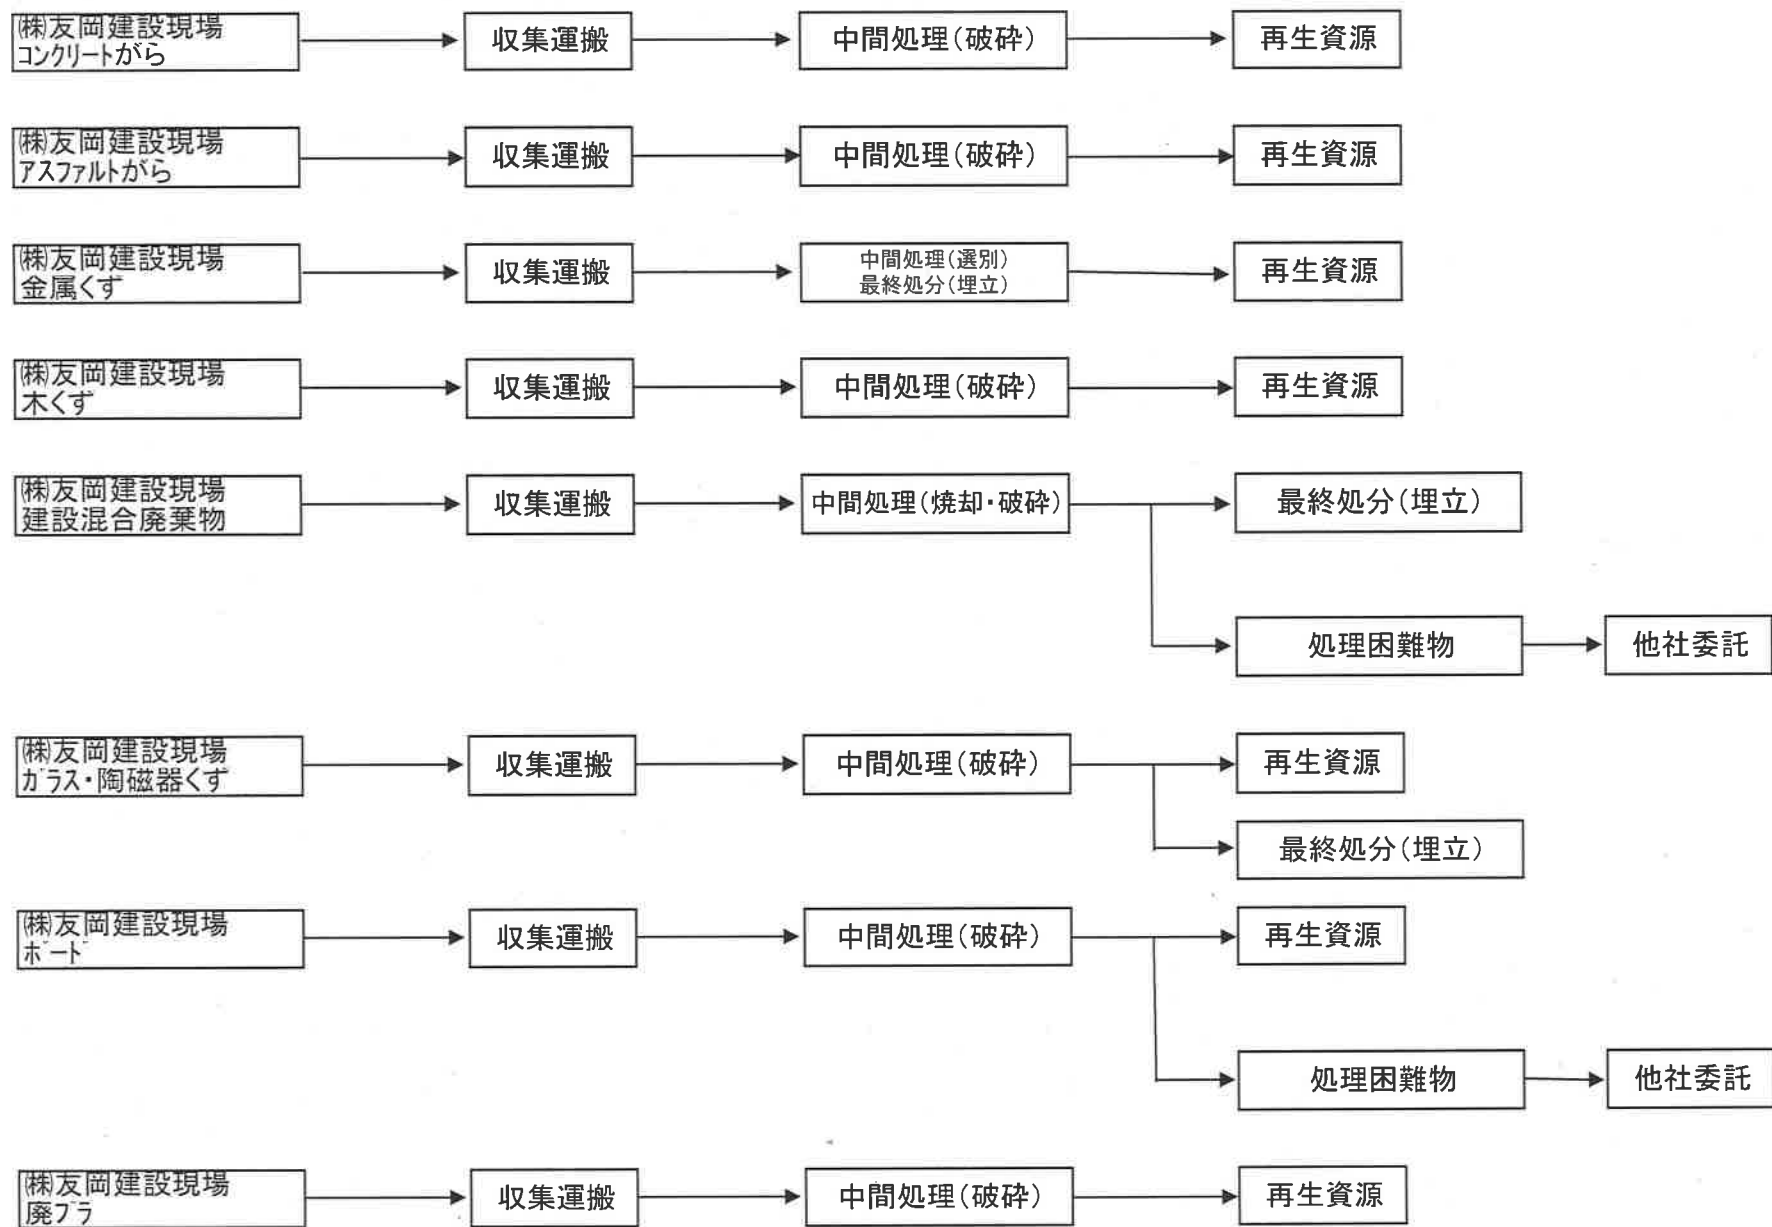 ㈱友岡建設現場
コンクリートがら
収集運搬
中間処理(破砕)
再生資源
㈱友岡建設現場
アスファルトがら
収集運搬
中間処理(破砕)
再生資源
㈱友岡建設現場
金属くず
収集運搬
中間処理(選別)
最終処分(埋立)
再生資源
㈱友岡建設現場
木くず
収集運搬
中間処理(破砕)
再生資源
㈱友岡建設現場
建設混合廃棄物
収集運搬
中間処理(焼却・破砕)
最終処分(埋立)
処理困難物
他社委託
㈱友岡建設現場
ガラス・陶磁器くず
収集運搬
中間処理(破砕)
再生資源
最終処分(埋立)
㈱友岡建設現場
ボード
収集運搬
中間処理(破砕)
再生資源
処理困難物
他社委託
㈱友岡建設現場
廃プラ
収集運搬
中間処理(破砕)
再生資源